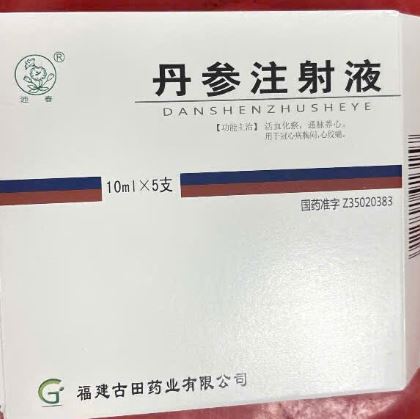 ®
池春
丹参注射液
DANSHENZHUSHEYE
【功能主治】活血化瘀，通脉养心。
用于冠心病胸闷,心绞痛。
10ml×5支
国药准字 Z35020383
G
福建古田药业有限公司